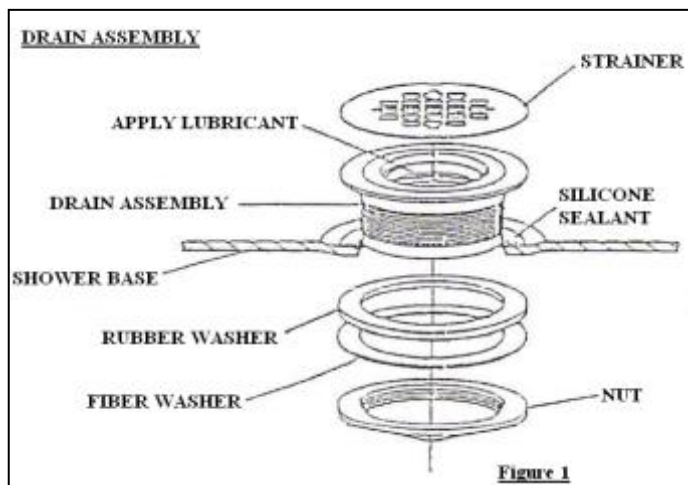 DRAIN ASSEMBLY
STRAINER
APPLY LUBRICANT
DRAIN ASSEMBLY
SILICONE
SEALANT
SHOWER BASE
RUBBER WASHER
FIBER WASHER
NUT
Figure 1